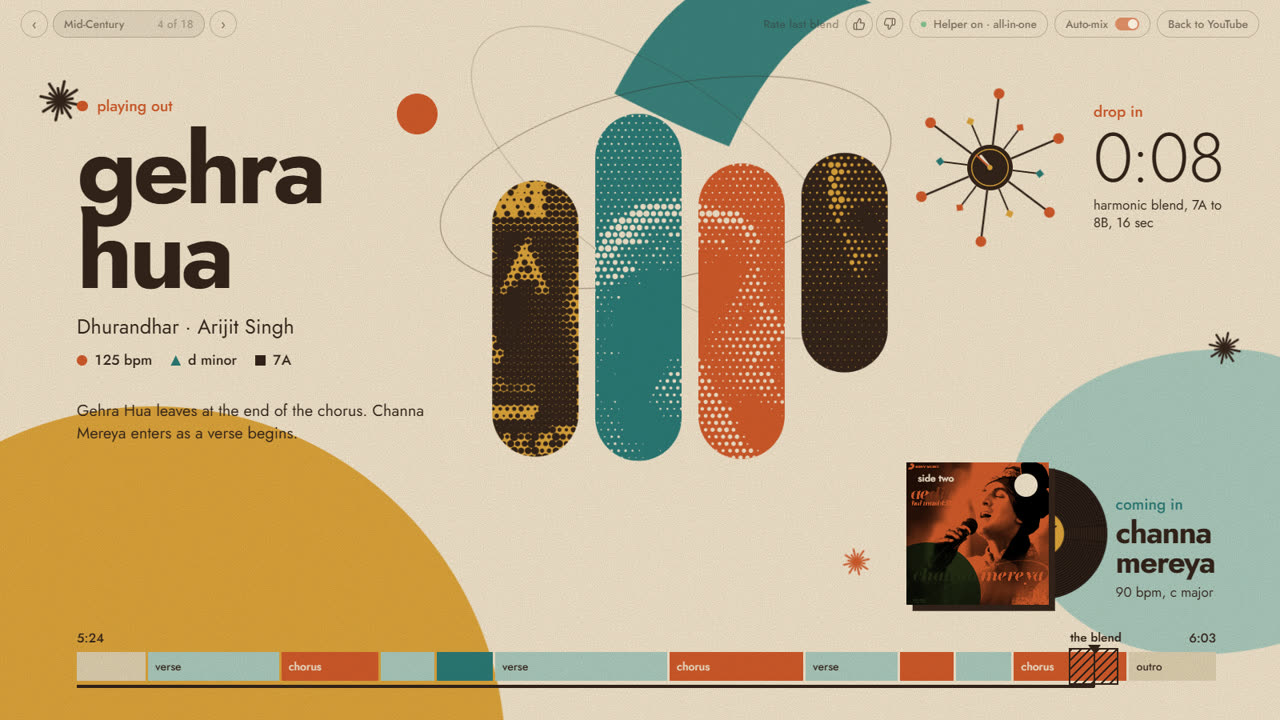 Mid-Century
4 of 18
Rate last blend
Helper on · all-in-one
Auto-mix
Back to YouTube
playing out
gehra
hua
Dhurandhar · Arijit Singh
125 bpm
d minor
7A
Gehra Hua leaves at the end of the chorus. Channa
Mereya enters as a verse begins.
drop in
0:08
harmonic blend, 7A to
8B, 16 sec
side two
channa mereya
coming in
channa
mereya
90 bpm, c major
5:24
the blend
6:03
verse
chorus
verse
chorus
verse
chorus
outro